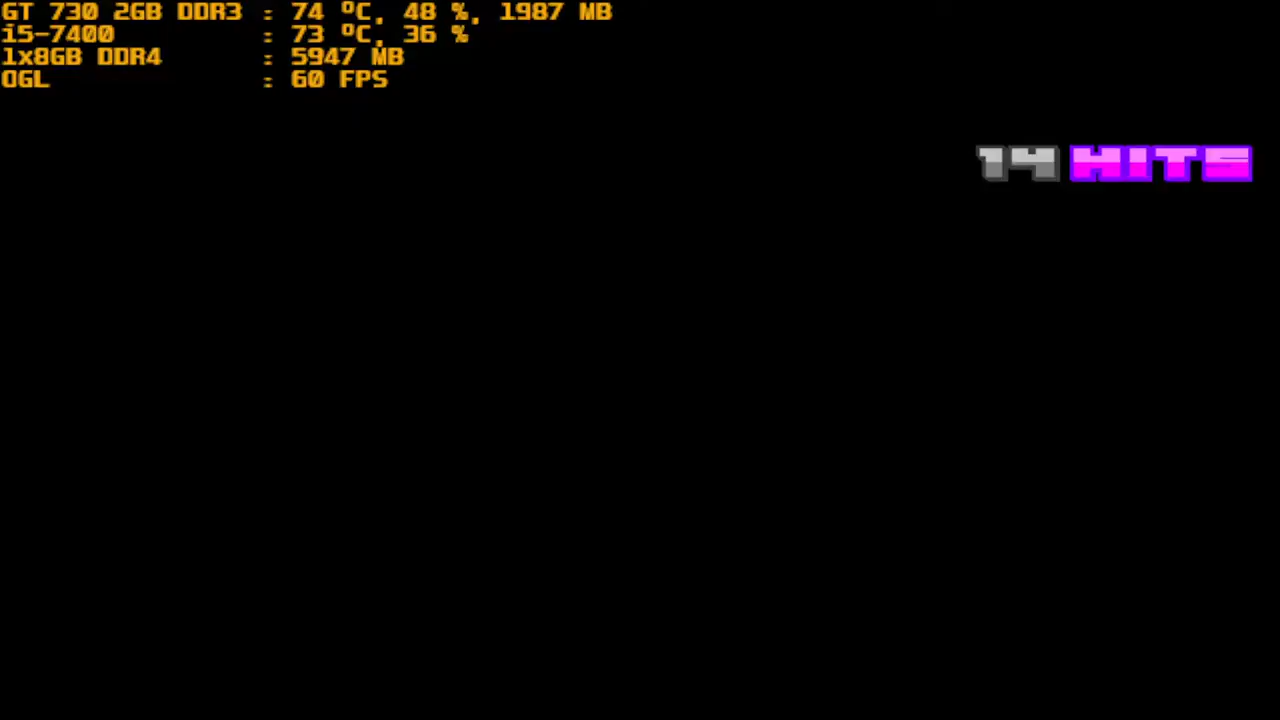 GT 730 2GB DDR3 : 74 ºC, 48 %, 1987 MB
i5-7400 : 73 ºC, 36 %
1x8GB DDR4 : 5947 MB
OGL : 60 FPS
14 HITS